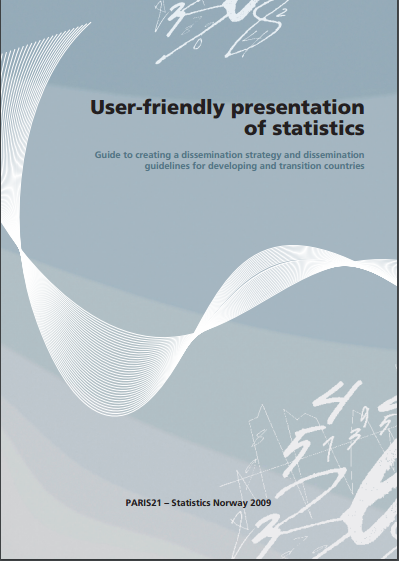 User-friendly presentation
of statistics
Guide to creating a dissemination strategy and dissemination
guidelines for developing and transition countries
PARIS21 – Statistics Norway 2009